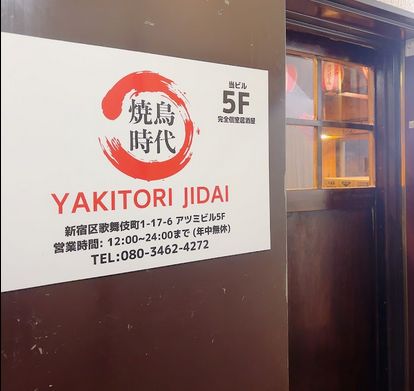 焼鳥
時代
当ビル
5F
完全個室居酒屋
YAKITORI JIDAI
新宿区歌舞伎町1-17-6 アツミビル5F
営業時間: 12:00~24:00まで (年中無休)
TEL:080-3462-4272